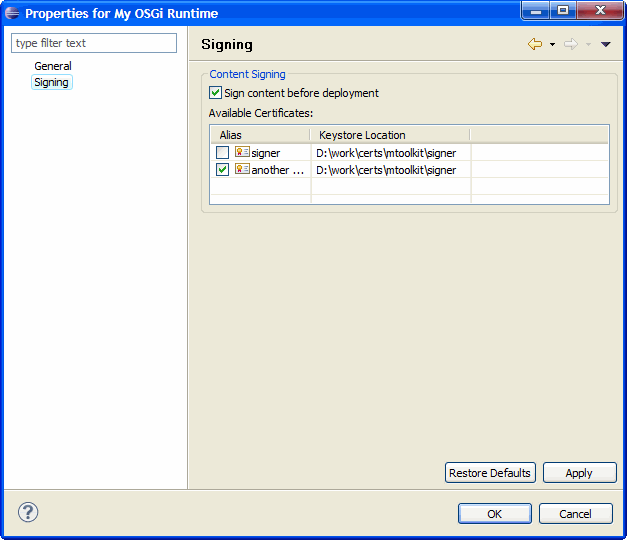 Properties for My OSGi Runtime
type filter text
General
Signing
Signing
Content Signing
Sign content before deployment
Available Certificates:
Alias Keystore Location
signer D:\work\certs\mtoolkit\signer
another ... D:\work\certs\mtoolkit\signer
Restore Defaults Apply
? OK Cancel